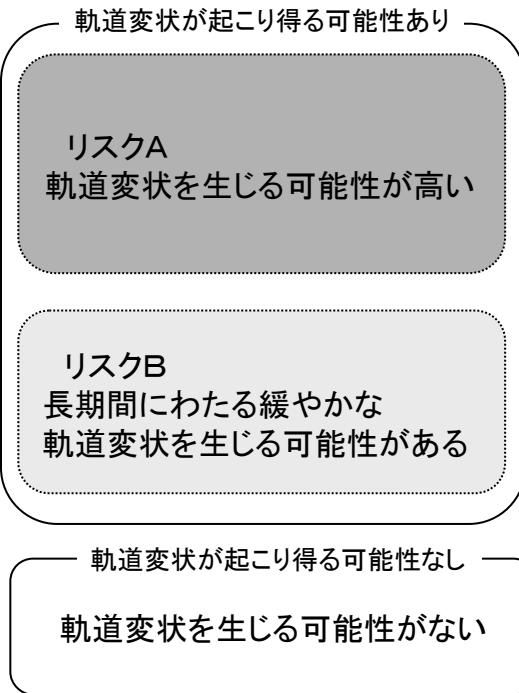 軌道変状が起こり得る可能性あり
リスクA
軌道変状を生じる可能性が高い
リスクB
長期間にわたる緩やかな
軌道変状を生じる可能性がある
軌道変状が起こり得る可能性なし
軌道変状を生じる可能性がない